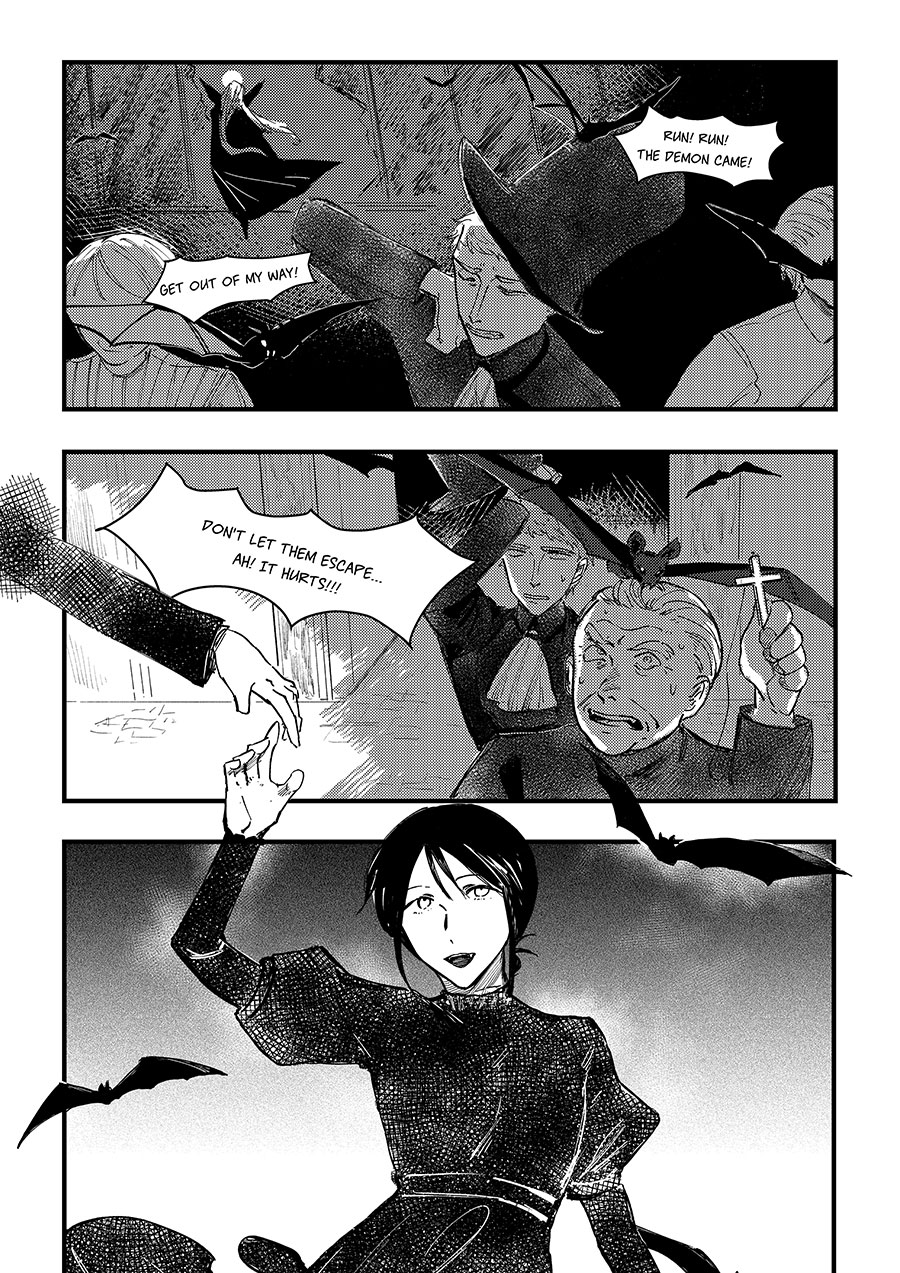 RUN! RUN!
THE DEMON CAME!
GET OUT OF MY WAY!
DON'T LET THEM ESCAPE...
AH! IT HURTS!!!